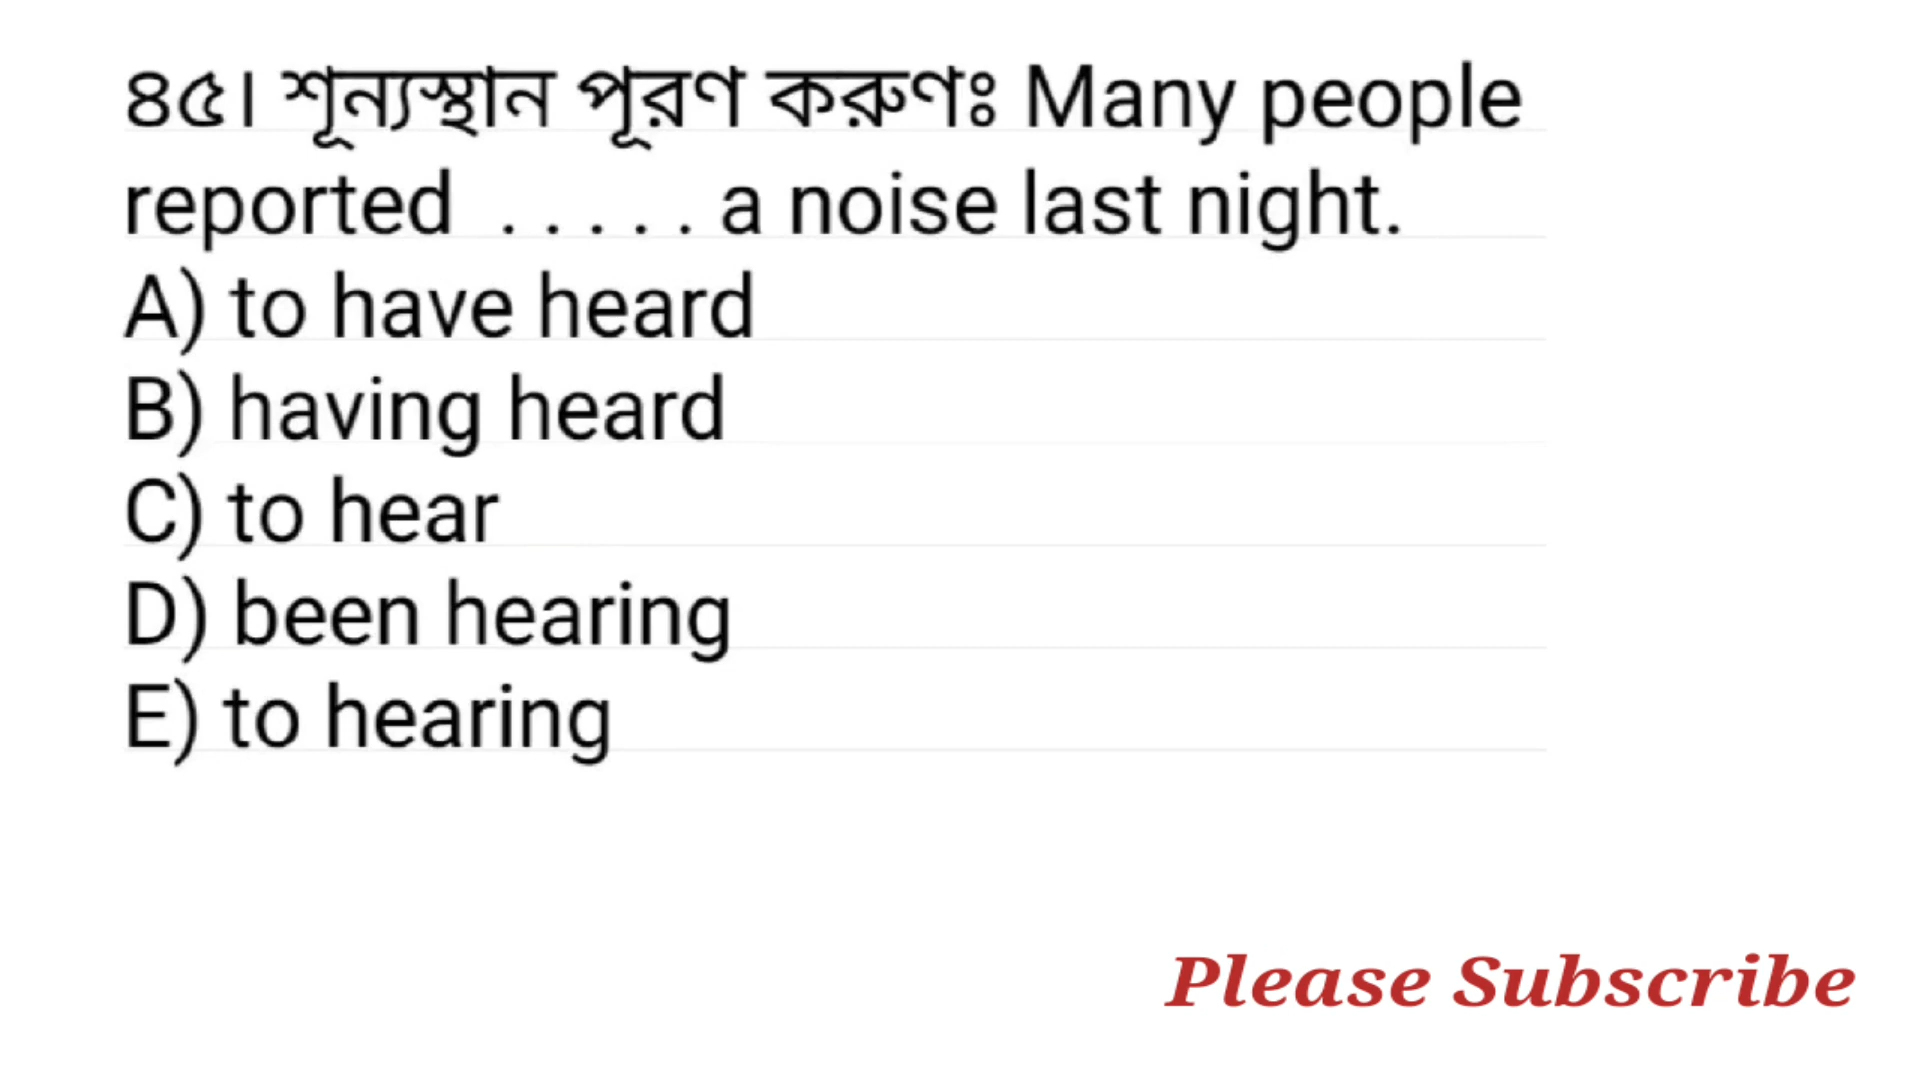 ৪৫। শূন্যস্থান পূরণ করুণঃ Many people
reported . . . . . a noise last night.
A) to have heard
B) having heard
C) to hear
D) been hearing
E) to hearing
Please Subscribe